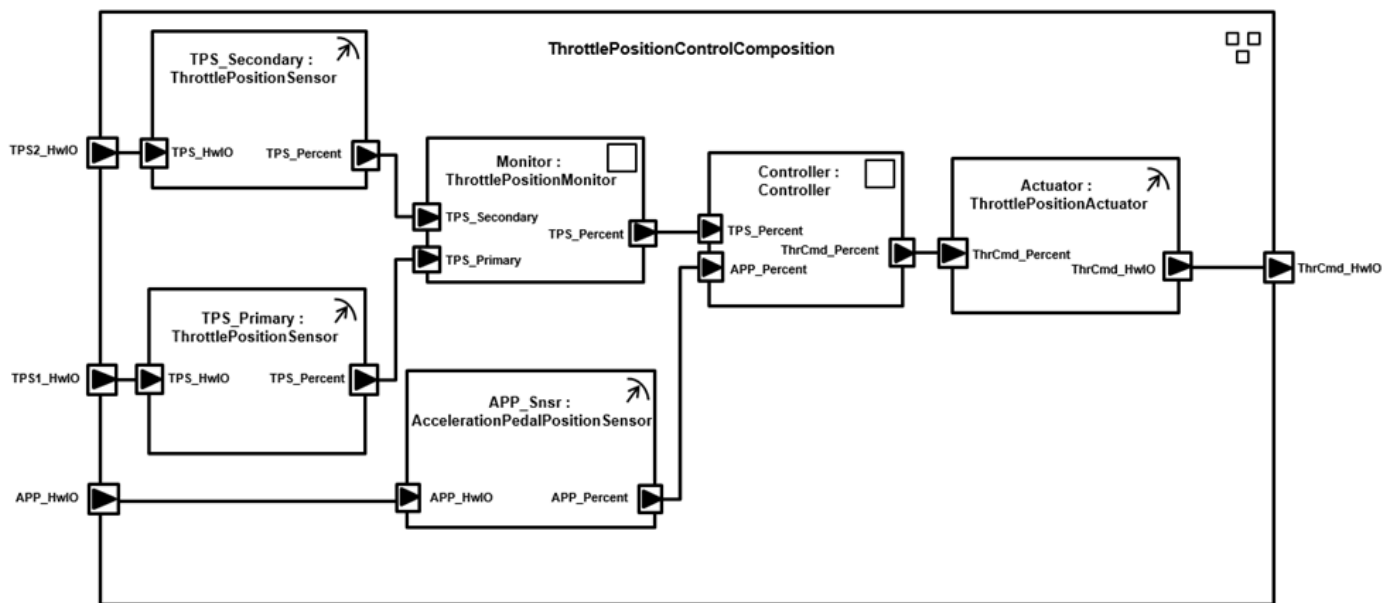 ThrottlePositionControlComposition
TPS_Secondary :
ThrottlePositionSensor
TPS2_HwIO
TPS_HwIO
TPS_Percent
Monitor :
ThrottlePositionMonitor
TPS_Secondary
TPS_Percent
TPS_Primary
Controller :
Controller
TPS_Percent
ThrCmd_Percent
APP_Percent
Actuator :
ThrottlePositionActuator
ThrCmd_Percent
ThrCmd_HwIO
ThrCmd_HwIO
TPS_Primary :
ThrottlePositionSensor
TPS1_HwIO
TPS_HwIO
TPS_Percent
APP_Snsr :
AccelerationPedalPositionSensor
APP_HwIO
APP_HwIO
APP_Percent